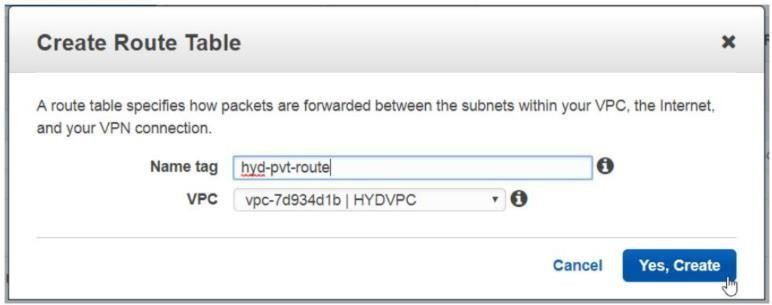 Create Route Table
A route table specifies how packets are forwarded between the subnets within your VPC, the Internet,
and your VPN connection.
Name tag hyd-pvt-route
VPC vpc-7d934d1b | HYDVPC
Cancel Yes, Create